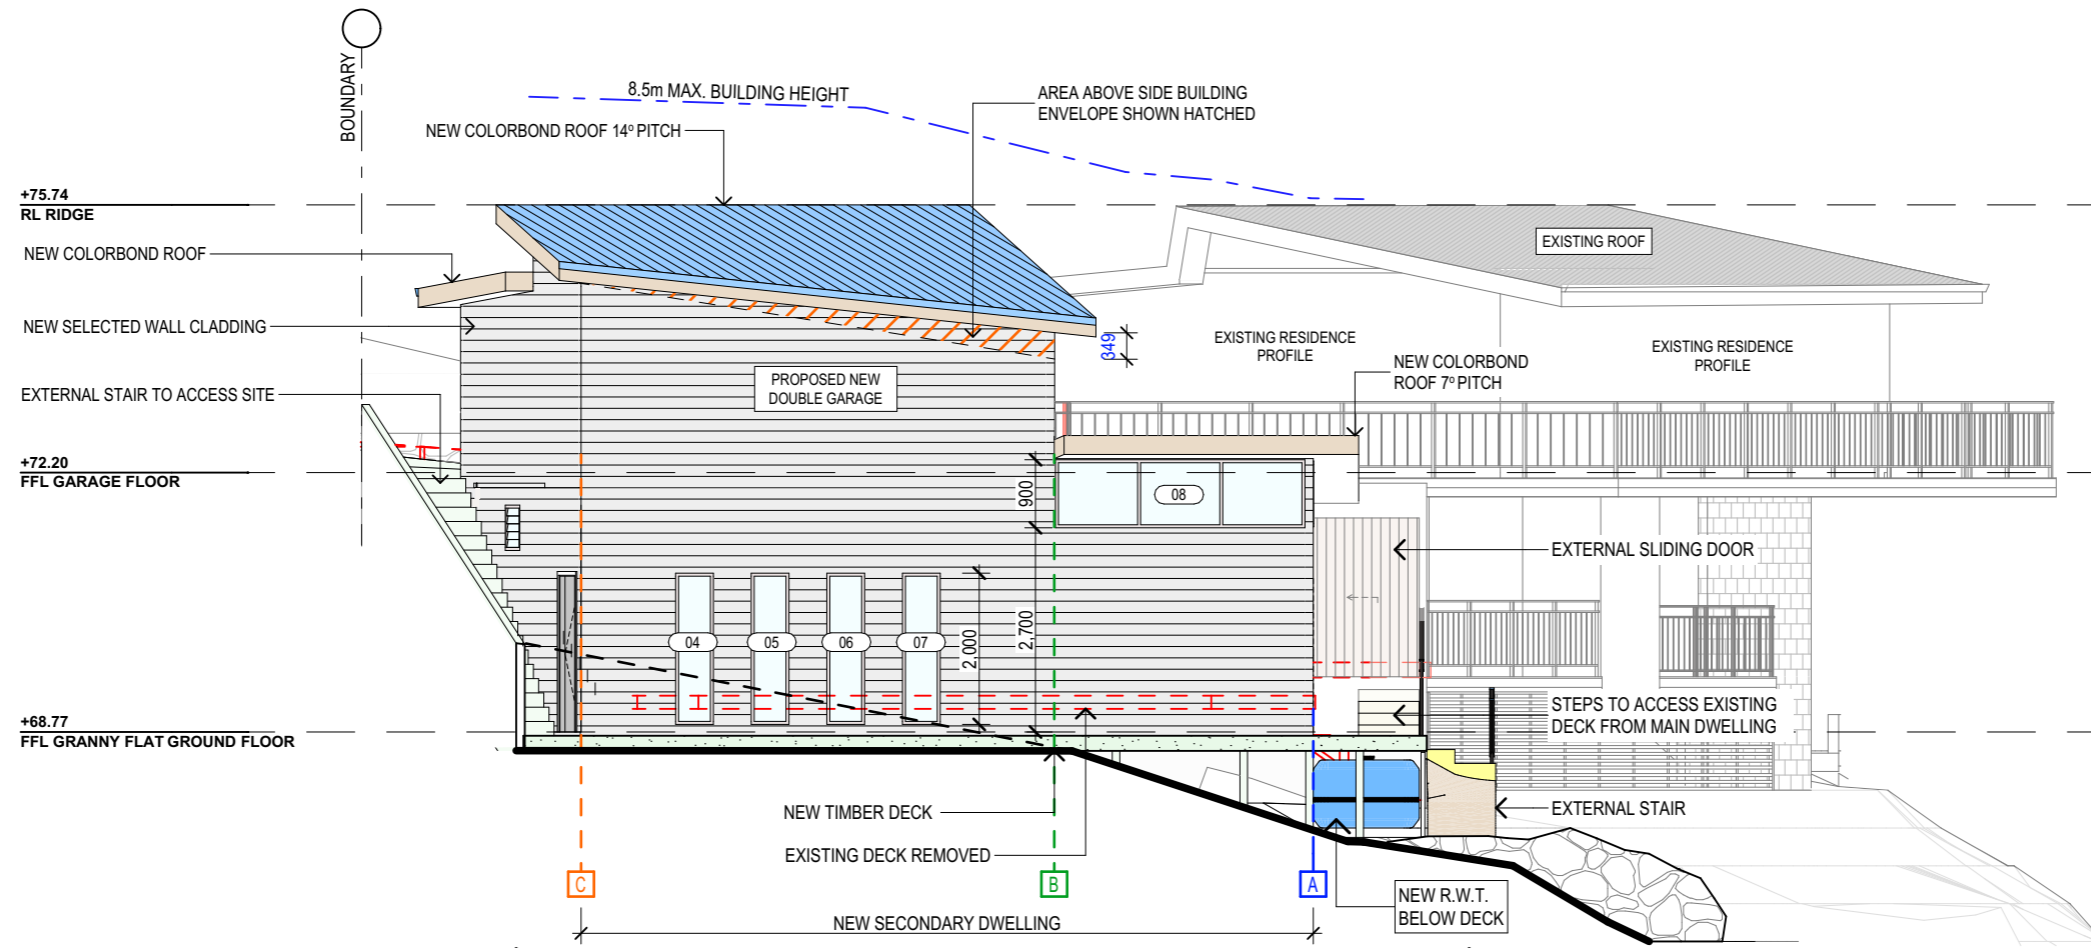 BOUNDARY
8.5m MAX. BUILDING HEIGHT
AREA ABOVE SIDE BUILDING
ENVELOPE SHOWN HATCHED
NEW COLORBOND ROOF 14º PITCH
+75.74
RL RIDGE
NEW COLORBOND ROOF
EXISTING ROOF
NEW SELECTED WALL CLADDING
349
EXISTING RESIDENCE
PROFILE
EXISTING RESIDENCE
PROFILE
NEW COLORBOND
ROOF 7º PITCH
PROPOSED NEW
DOUBLE GARAGE
EXTERNAL STAIR TO ACCESS SITE
+72.20
FFL GARAGE FLOOR
900
08
EXTERNAL SLIDING DOOR
04
05
06
07
2,000
2,700
STEPS TO ACCESS EXISTING
DECK FROM MAIN DWELLING
+68.77
FFL GRANNY FLAT GROUND FLOOR
NEW TIMBER DECK
EXTERNAL STAIR
EXISTING DECK REMOVED
C
B
A
NEW R.W.T.
BELOW DECK
NEW SECONDARY DWELLING